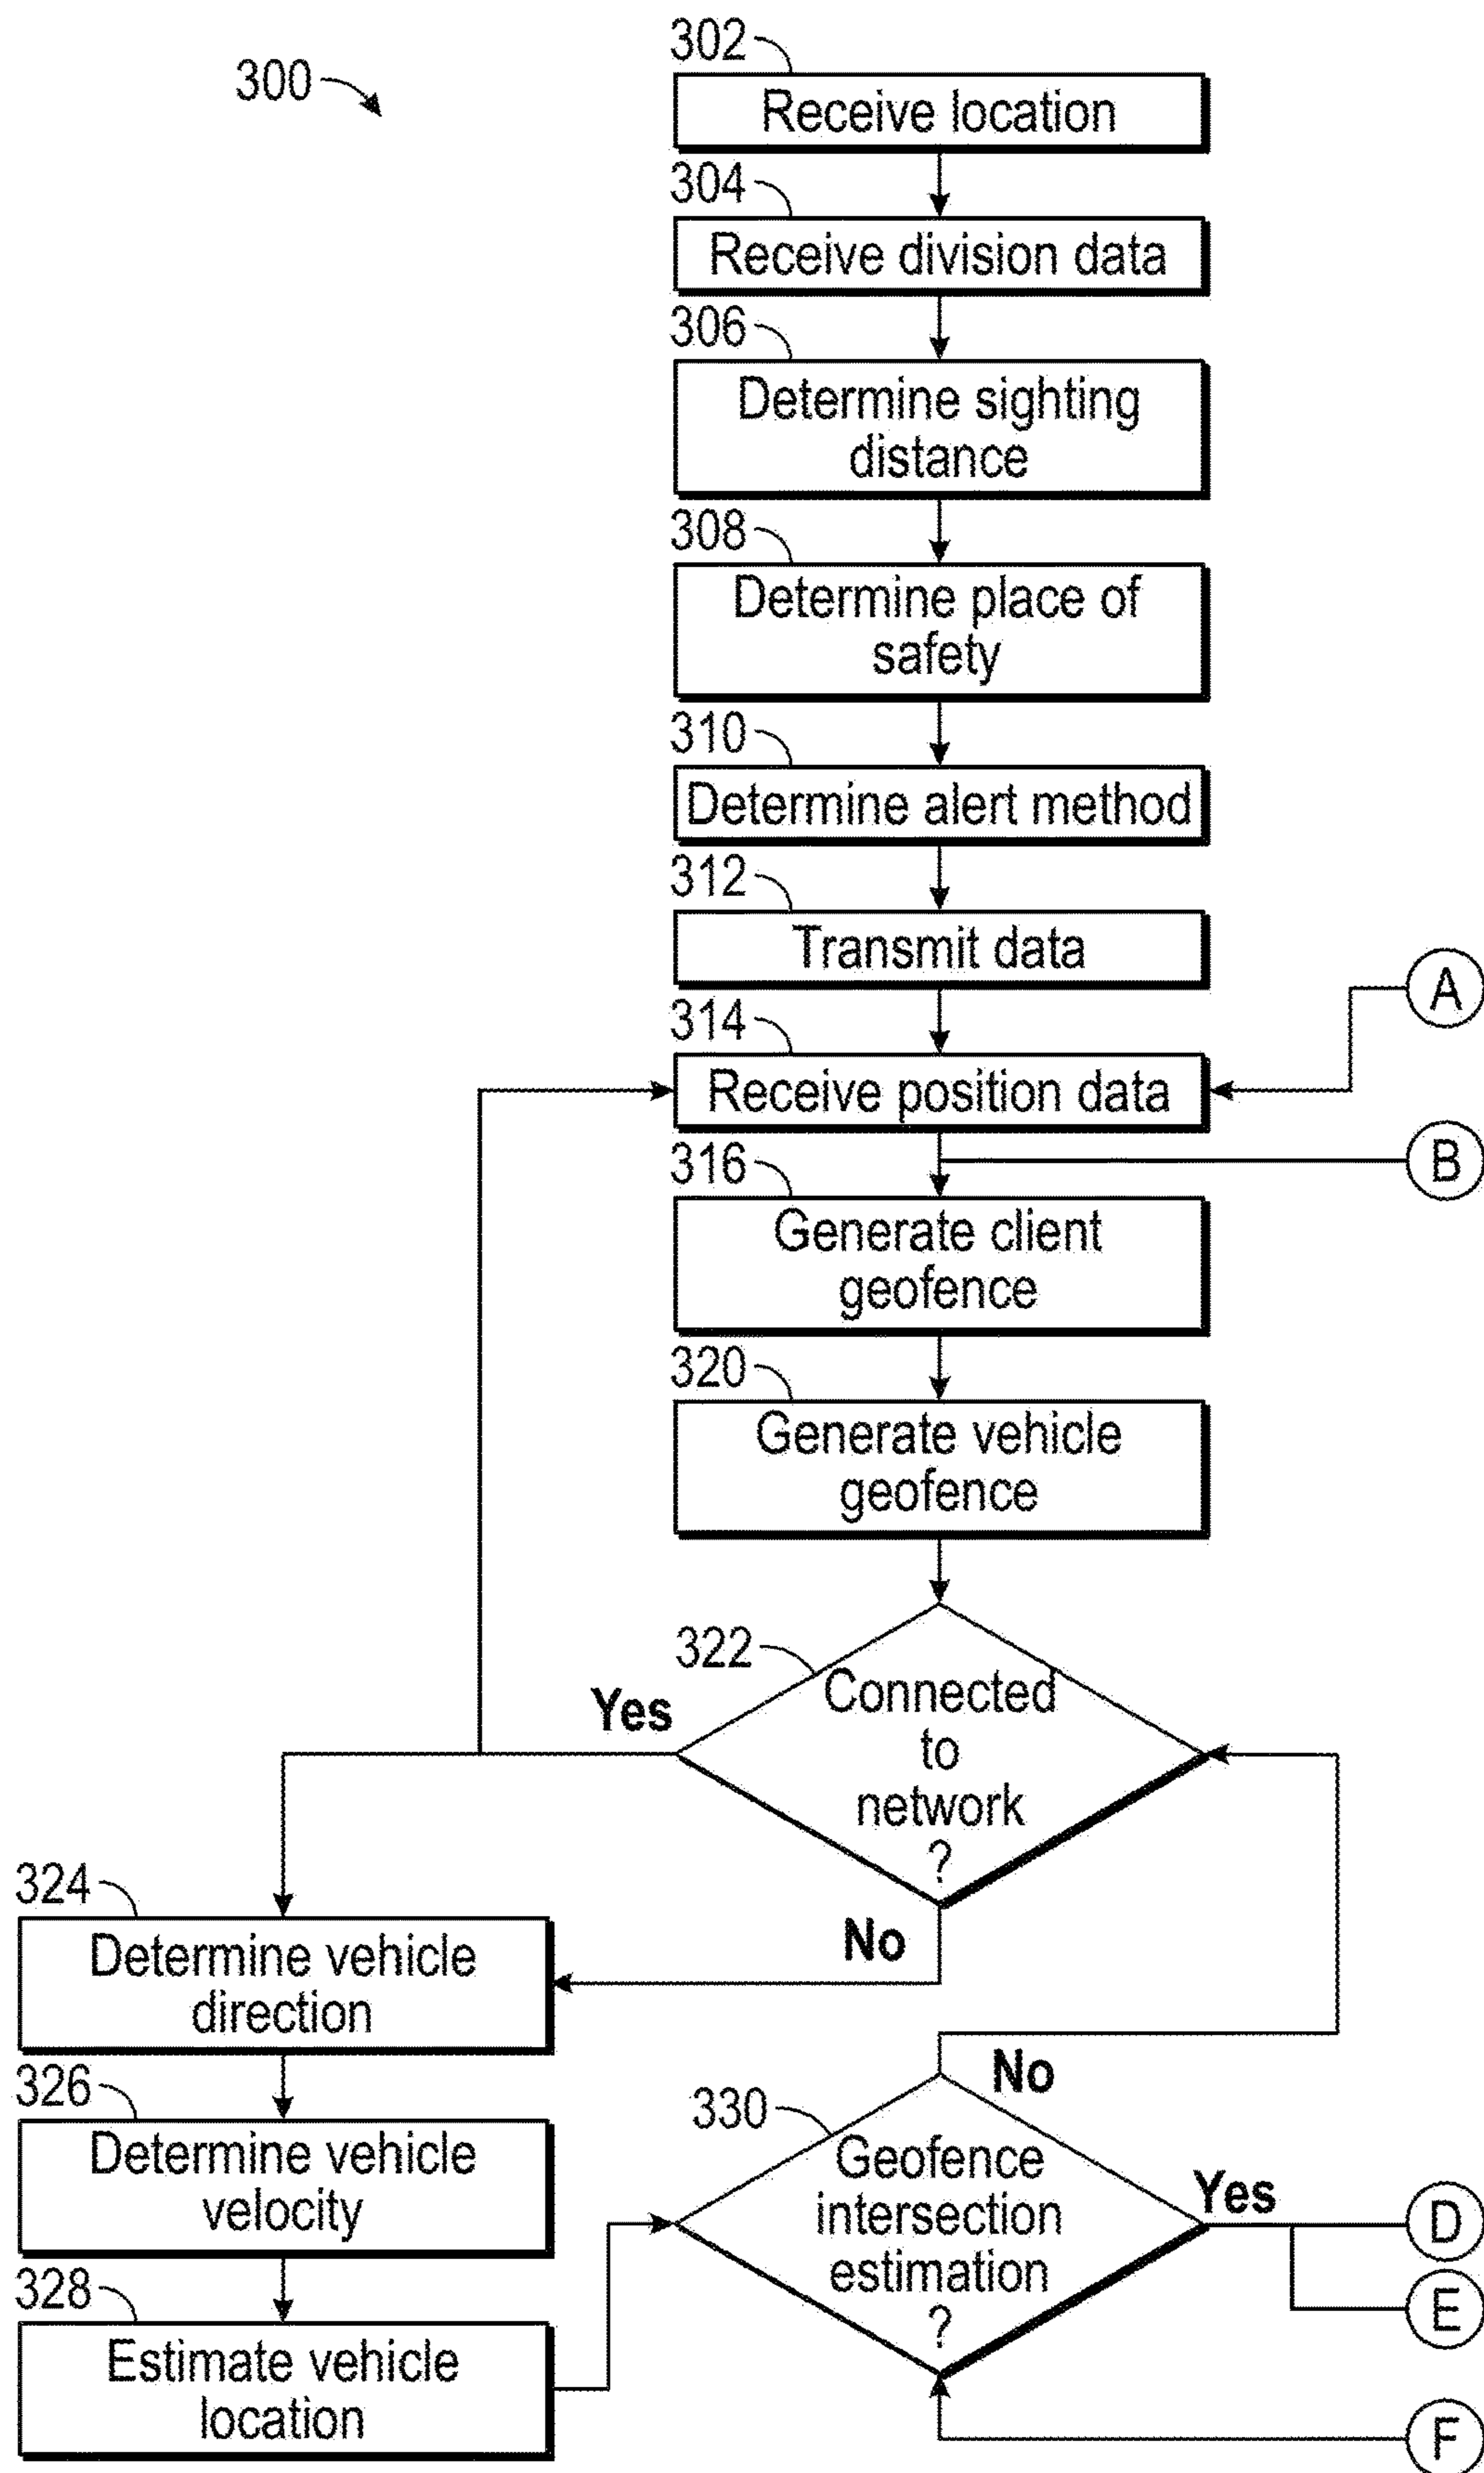 300
302
Receive location
304
Receive division data
306
Determine sighting
distance
308
Determine place of
safety
310
Determine alert method
312
Transmit data
A
314
Receive position data
B
316
Generate client
geofence
320
Generate vehicle
geofence
322
Connected
to
network
?
Yes
No
324
Determine vehicle
direction
326
Determine vehicle
velocity
328
Estimate vehicle
location
330
Geofence
intersection
estimation
?
No
Yes
D
E
F